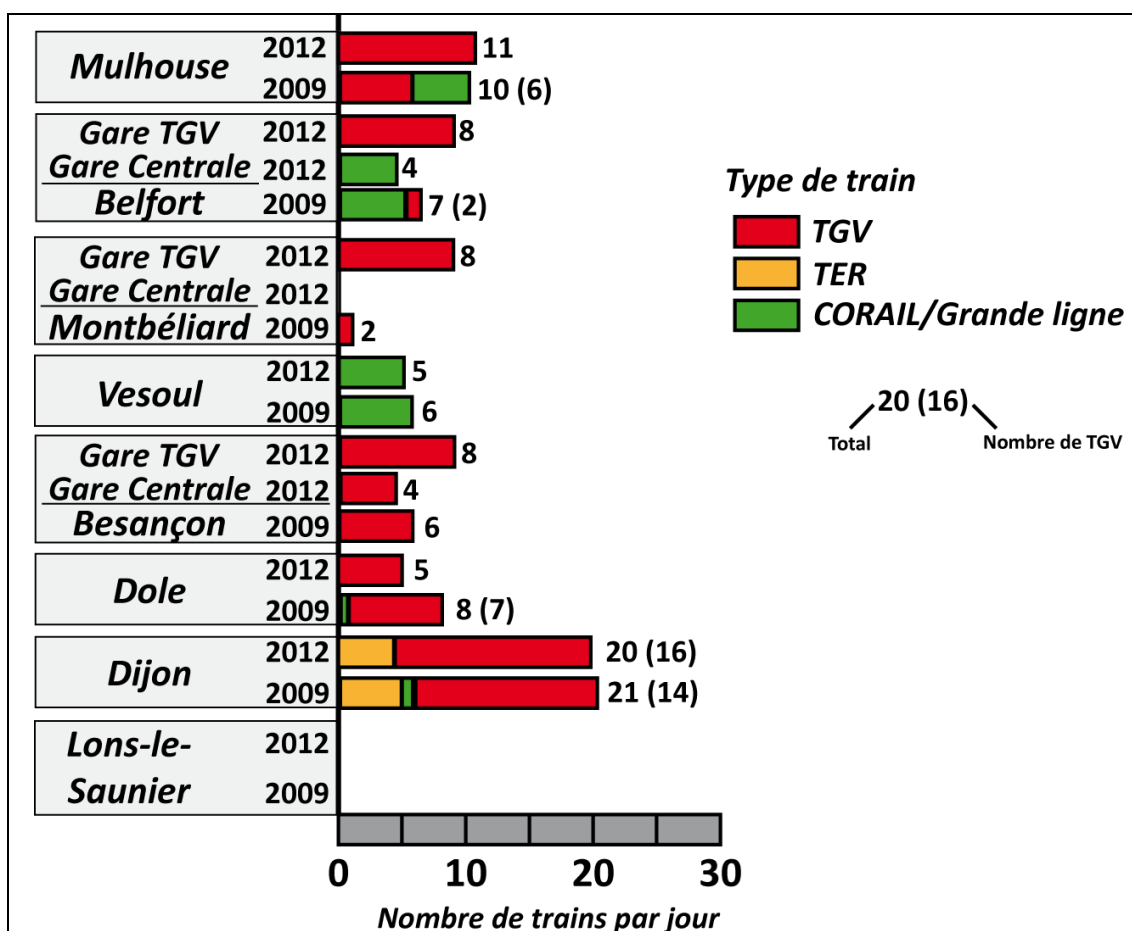 Mulhouse
2012
11
2009
10 (6)
Gare TGV 2012
8
Gare Centrale 2012
4
Belfort 2009
7 (2)
Gare TGV 2012
8
Gare Centrale 2012
Montbéliard 2009
2
Vesoul
2012
5
2009
6
Gare TGV 2012
8
Gare Centrale 2012
4
Besançon 2009
6
Dole
2012
5
2009
8 (7)
Dijon
2012
20 (16)
2009
21 (14)
Lons-le-
Saunier
2012
2009
0 10 20 30
Nombre de trains par jour
Type de train
TGV
TER
CORAIL/Grande ligne
20 (16)
Total
Nombre de TGV